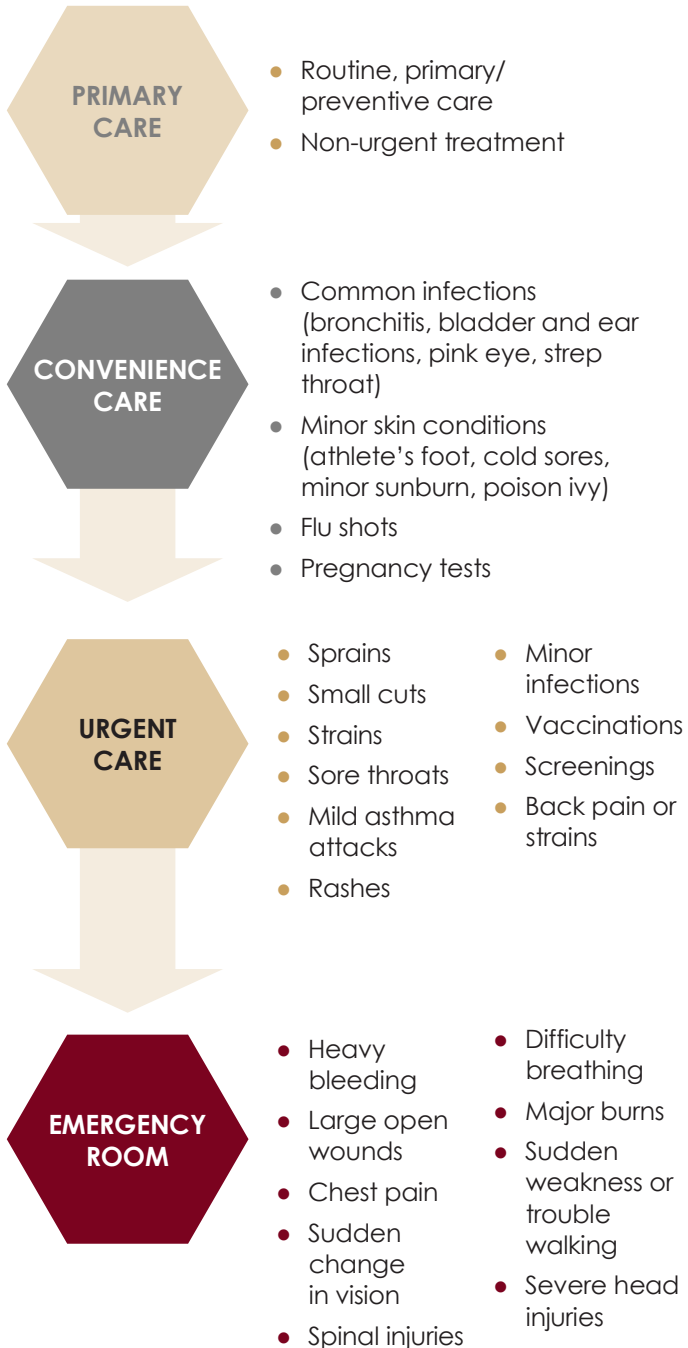 PRIMARY
CARE
● Routine, primary/
preventive care
● Non-urgent treatment
CONVENIENCE
CARE
● Common infections
(bronchitis, bladder and ear
infections, pink eye, strep
throat)
● Minor skin conditions
(athlete’s foot, cold sores,
minor sunburn, poison ivy)
● Flu shots
● Pregnancy tests
URGENT
CARE
● Sprains
● Small cuts
● Strains
● Sore throats
● Mild asthma
attacks
● Rashes
● Minor
infections
● Vaccinations
● Screenings
● Back pain or
strains
EMERGENCY
ROOM
● Heavy
bleeding
● Large open
wounds
● Chest pain
● Sudden
change
in vision
● Spinal injuries
● Difficulty
breathing
● Major burns
● Sudden
weakness or
trouble
walking
● Severe head
injuries